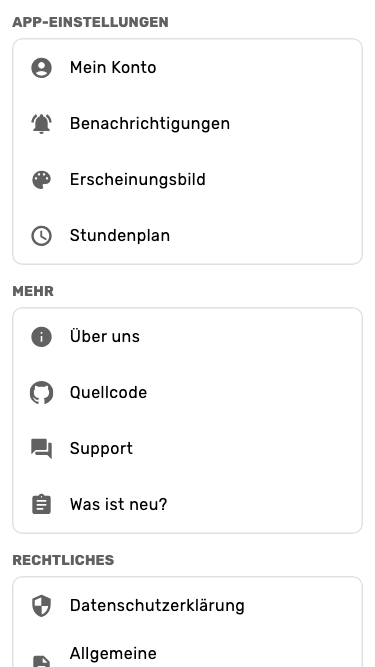 APP-EINSTELLUNGEN
Mein Konto
Benachrichtigungen
Erscheinungsbild
Stundenplan
MEHR
Über uns
Quellcode
Support
Was ist neu?
RECHTLICHES
Datenschutzerklärung
Allgemeine